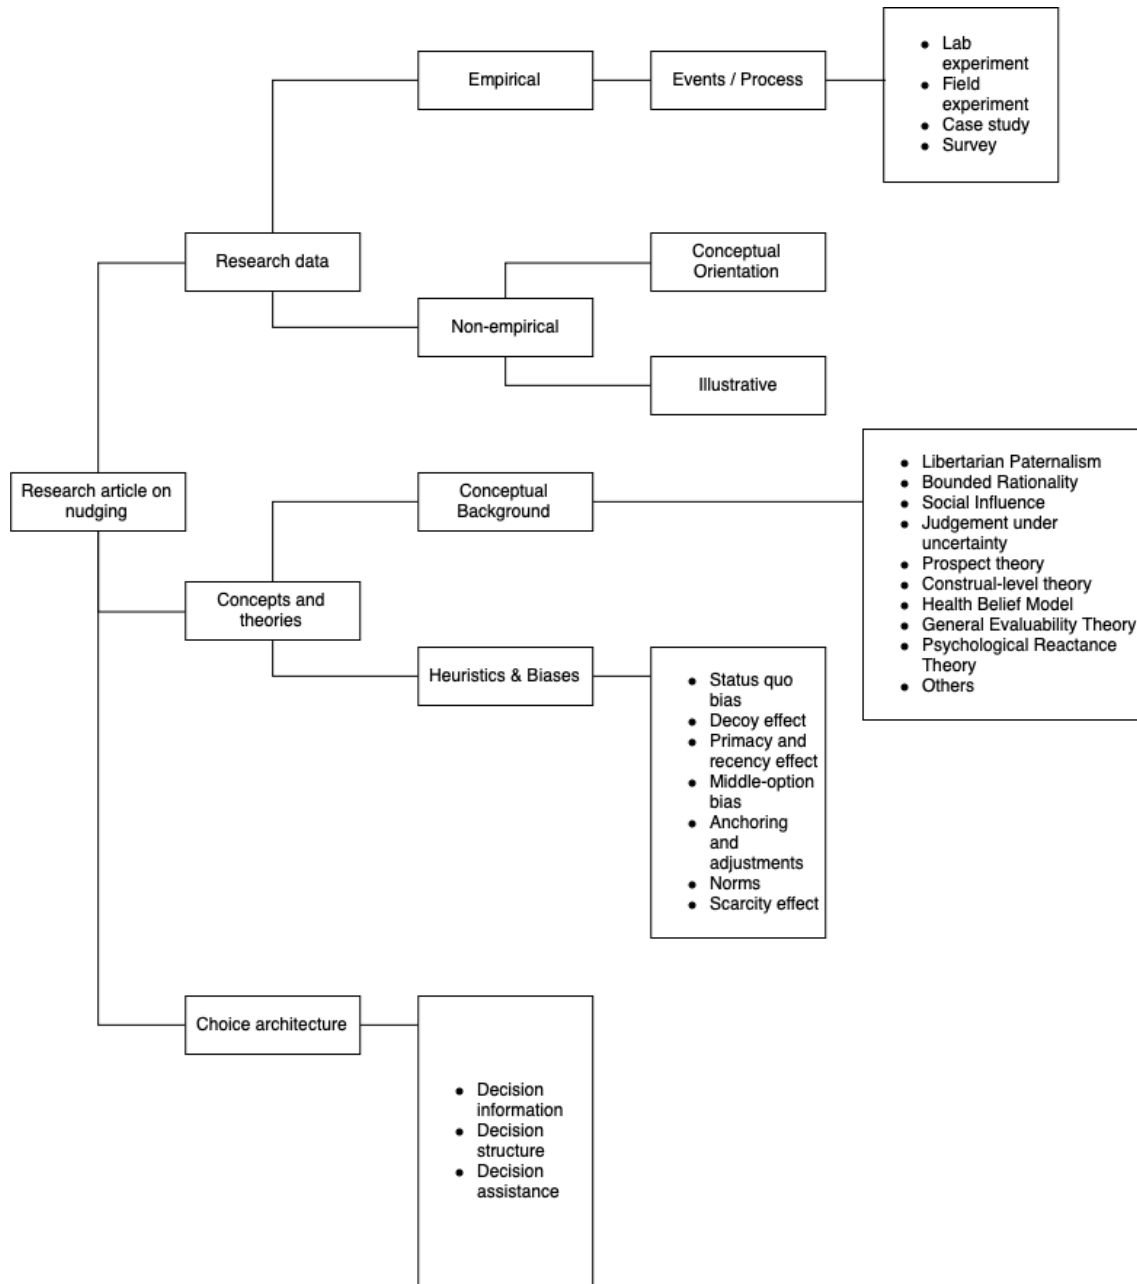 Empirical
Events / Process
● Lab
experiment
● Field
experiment
● Case study
● Survey
Research data
Conceptual
Orientation
Non-empirical
Illustrative
Research article on
nudging
Conceptual
Background
● Libertarian Paternalism
● Bounded Rationality
● Social Influence
● Judgement under
uncertainty
● Prospect theory
● Construal-level theory
● Health Belief Model
● General Evaluability Theory
● Psychological Reactance
Theory
● Others
Concepts and
theories
Heuristics & Biases
● Status quo
bias
● Decoy effect
● Primacy and
recency effect
● Middle-option
bias
● Anchoring
and
adjustments
● Norms
● Scarcity effect
Choice architecture
● Decision
information
● Decision
structure
● Decision
assistance